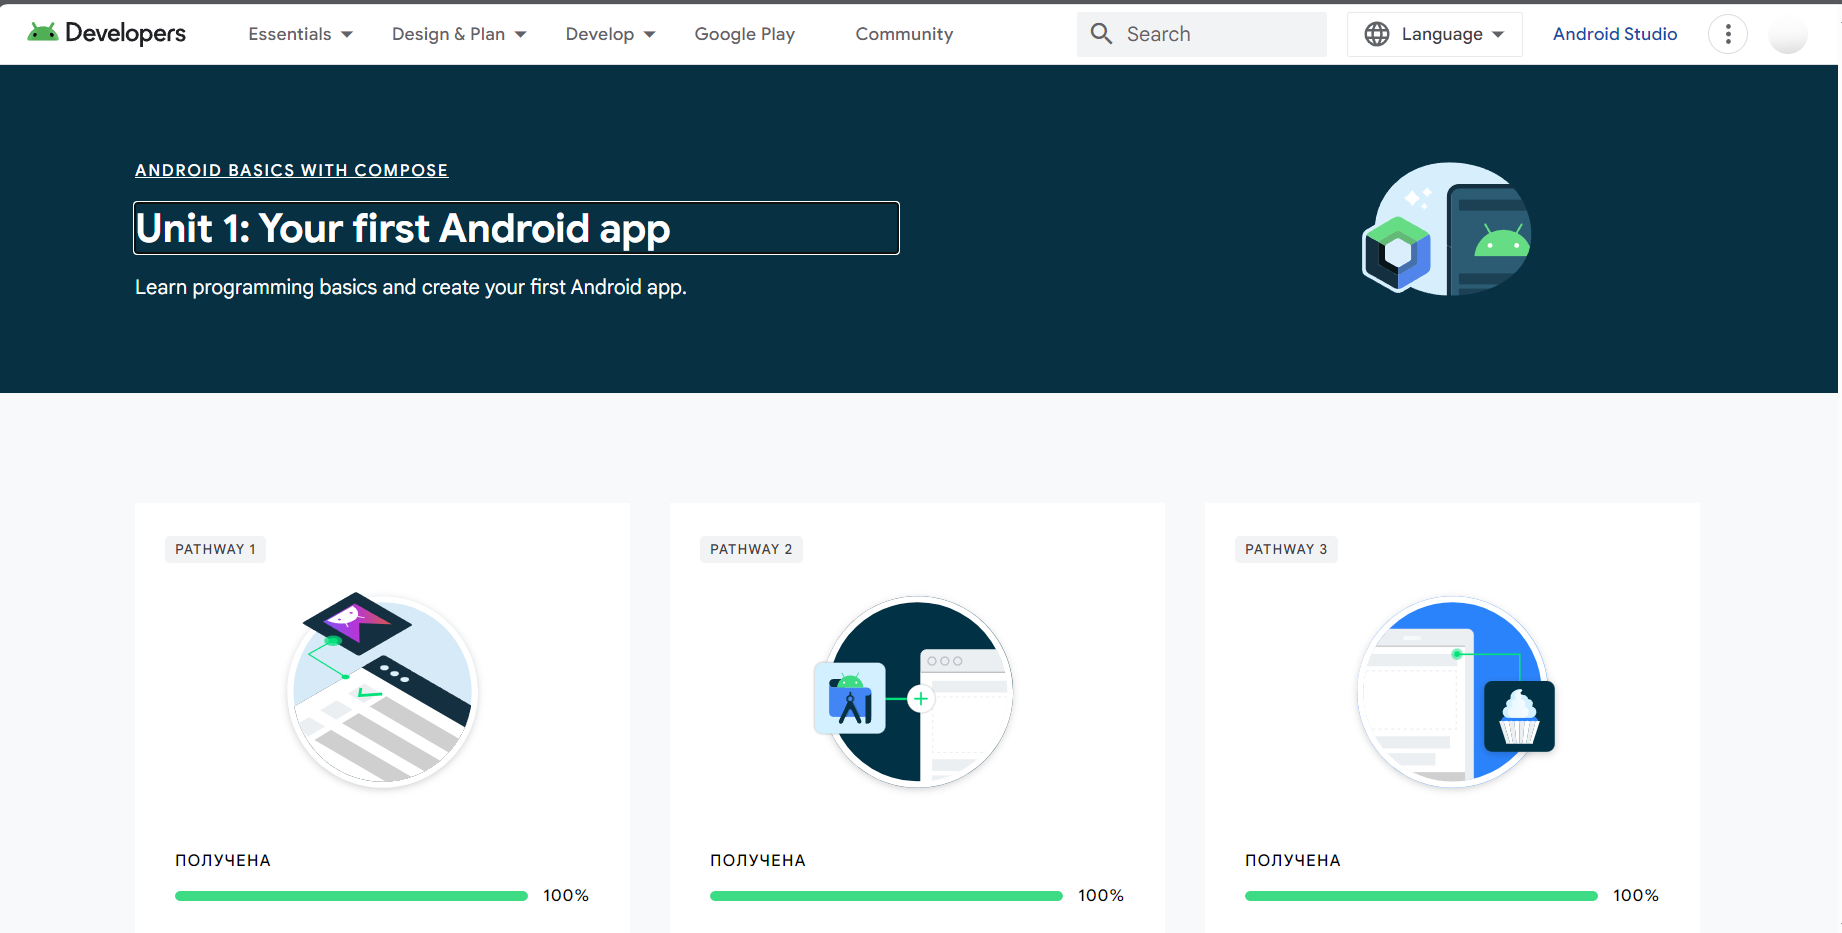 Developers Essentials Design & Plan Develop Google Play Community Search Language Android Studio
ANDROID BASICS WITH COMPOSE
Unit 1: Your first Android app
Learn programming basics and create your first Android app.
PATHWAY 1
PATHWAY 2
PATHWAY 3
ПОЛУЧЕНА
100%
ПОЛУЧЕНА
100%
ПОЛУЧЕНА
100%